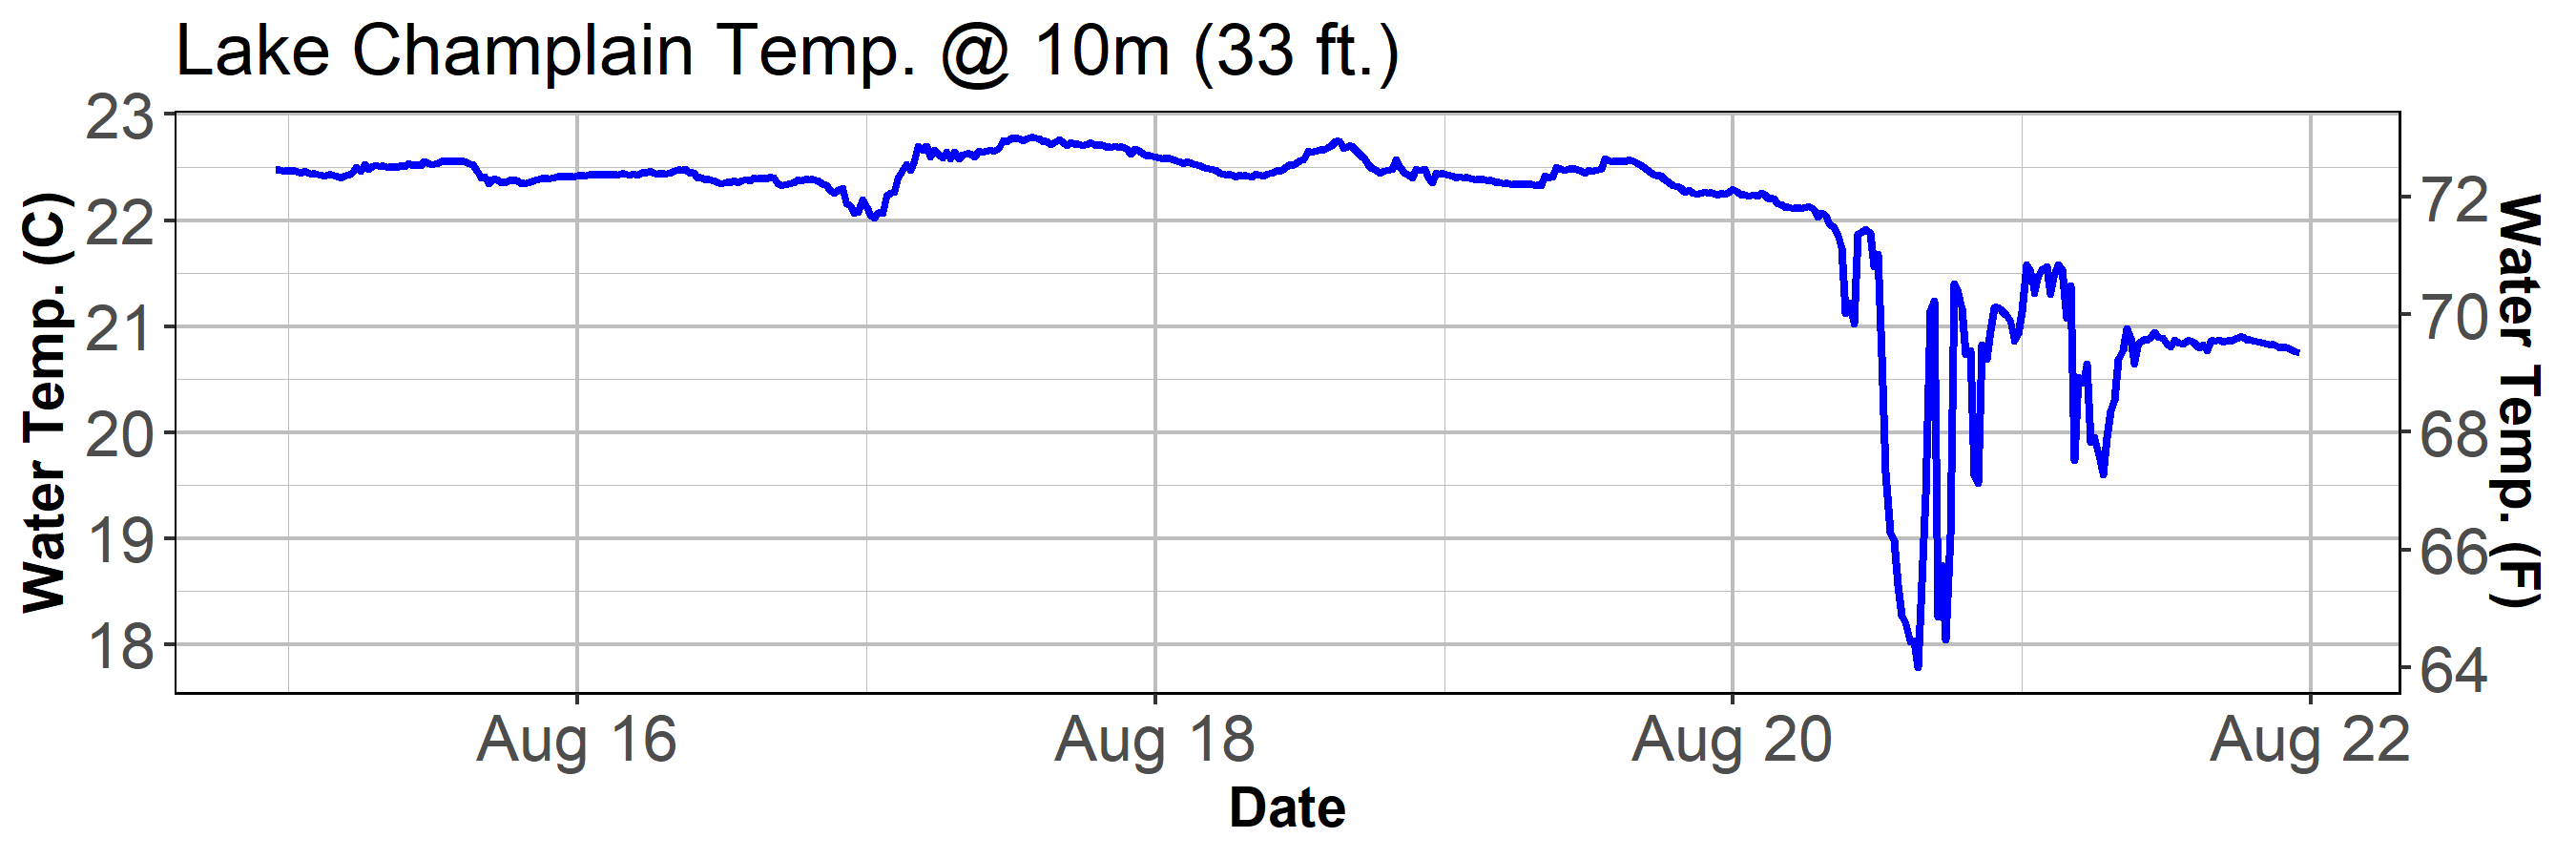 Lake Champlain Temp. @ 10m (33 ft.)
Water Temp. (C)
23
22
21
20
19
18
72
70
68
66
64
Water Temp. (F)
Aug 16
Aug 18
Aug 20
Aug 22
Date